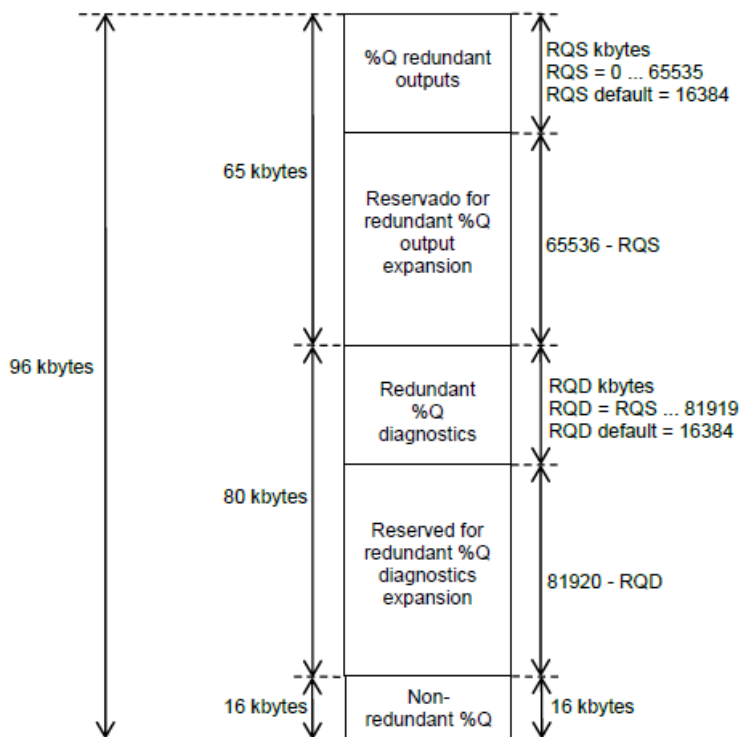 %Q redundant
outputs
RQS kbytes
RQS = 0 ... 65535
RQS default = 16384
65 kbytes
Reservado for
redundant %Q
output
expansion
65536 - RQS
96 kbytes
Redundant
%Q
diagnostics
RQD kbytes
RQD = RQS ... 81919
RQD default = 16384
80 kbytes
Reserved for
redundant %Q
diagnostics
expansion
81920 - RQD
16 kbytes
Non-
redundant %Q
16 kbytes